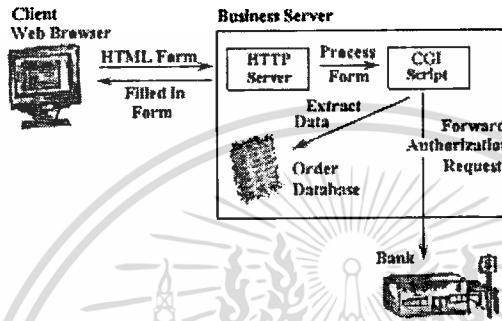 Client
Web Browser
Business Server
HTML Form
Filled In
Form
HTTP
Server
Process
Form
CGI
Script
Extract
Data
Order
Database
Forward
Authorization
Request
Bank